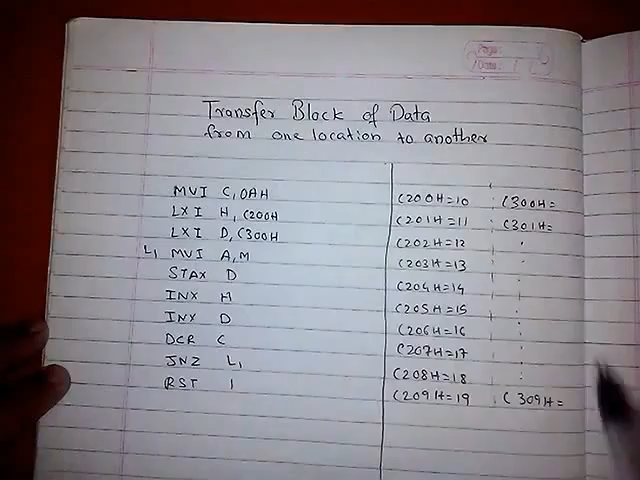 Page:
Date: / /
Transfer Block of Data
from one location to another
MVI C,0AH
LXI H,C200H
LXI D,C300H
L1 MVI A,M
STAX D
INX H
INX D
DCR C
JNZ L1
RST 1
C200H=10 C300H=
C201H=11 C301H=
C202H=12
C203H=13
C204H=14
C205H=15
C206H=16
C207H=17
C208H=18
C209H=19 C309H=